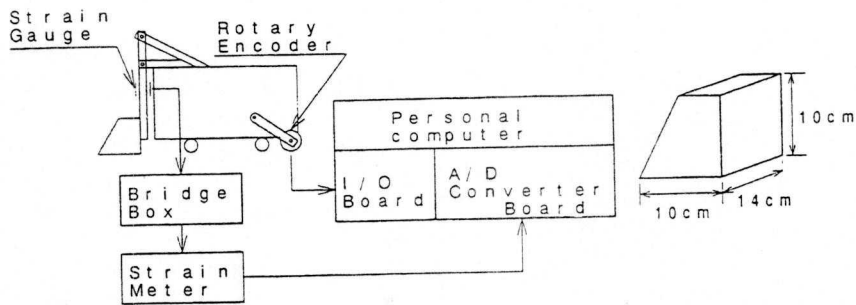 Strain
Gauge
Rotary
Encoder
Personal
computer
I/O
Board
A/D
Converter
Board
Bridge
Box
Strain
Meter
10cm
10cm
14cm